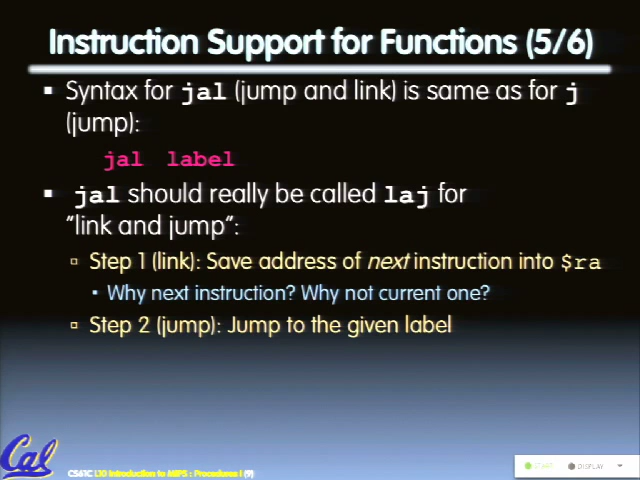 Instruction Support for Functions (5/6)
Syntax for jal (jump and link) is same as for j
(jump):
jal label
jal should really be called laj for
"link and jump":
Step 1 (link): Save address of next instruction into $ra
Why next instruction? Why not current one?
Step 2 (jump): Jump to the given label
Cal
CS61C L10 Introduction to MIPS : Procedures I (9)
START DISPLAY